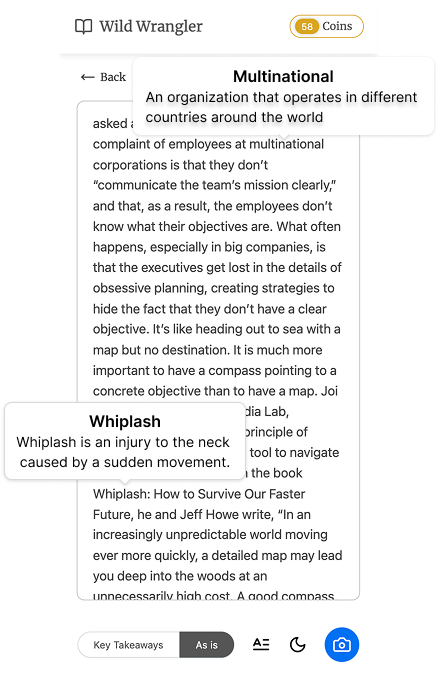 Wild Wrangler
58 Coins
Back
Multinational
An organization that operates in different
countries around the world
asked
complaint of employees at multinational
corporations is that they don’t
“communicate the team’s mission clearly,”
and that, as a result, the employees don’t
know what their objectives are. What often
happens, especially in big companies, is
that the executives get lost in the details of
obsessive planning, creating strategies to
hide the fact that they don’t have a clear
objective. It’s like heading out to sea with a
map but no destination. It is much more
important to have a compass pointing to a
concrete objective than to have a map. Joi
dia Lab,
Whiplash
Whiplash is an injury to the neck
caused by a sudden movement.
principle of
tool to navigate
the book
Whiplash: How to Survive Our Faster
Future, he and Jeff Howe write, “In an
increasingly unpredictable world moving
ever more quickly, a detailed map may lead
you deep into the woods at an
unnecessarily high cost. A good compass
Key Takeaways
As is
A